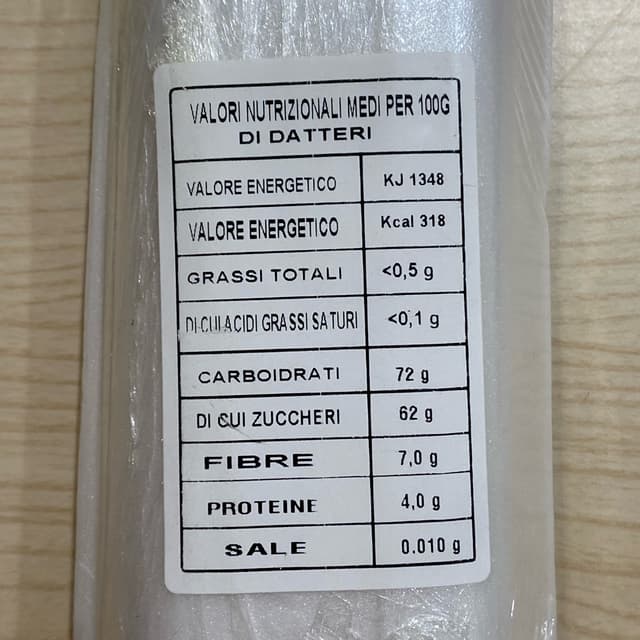 VALORI NUTRIZIONALI MEDI PER 100G
DI DATTERI
VALORE ENERGETICO KJ 1348
VALORE ENERGETICO Kcal 318
GRASSI TOTALI <0,5 g
DI CUI ACIDI GRASSI SATURI <0,1 g
CARBOIDRATI 72 g
DI CUI ZUCCHERI 62 g
FIBRE 7,0 g
PROTEINE 4,0 g
SALE 0.010 g